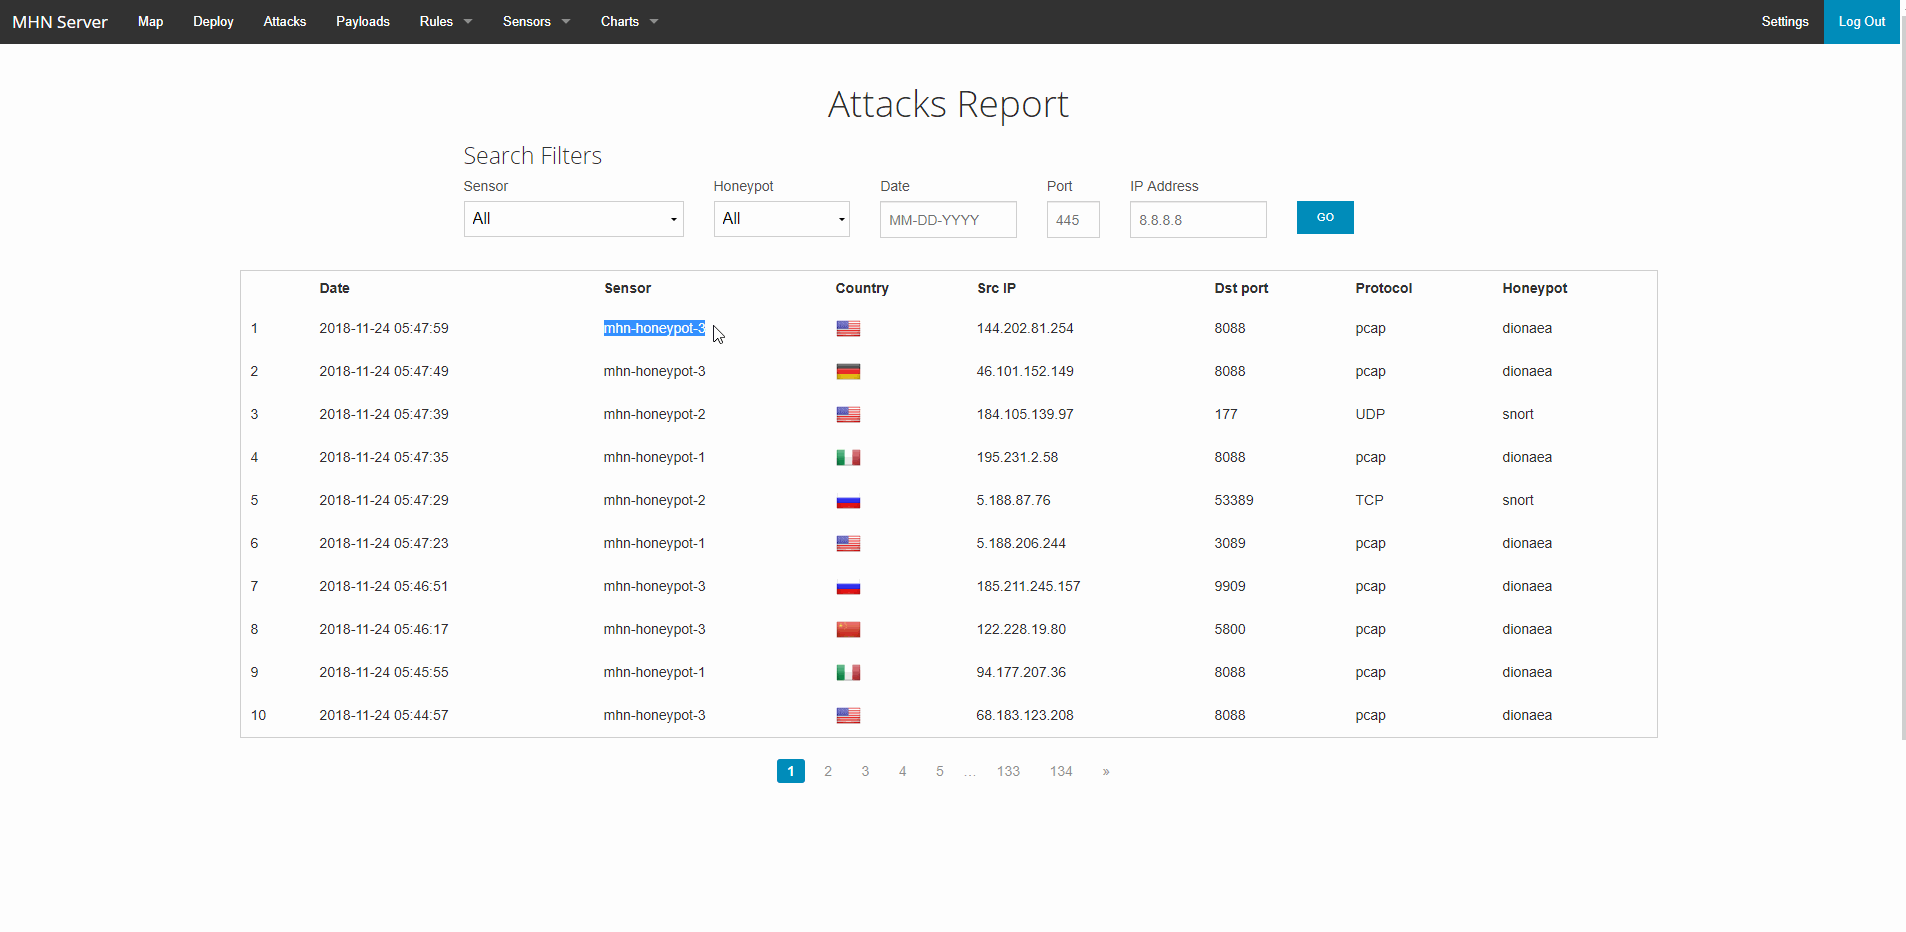 MHN Server Map Deploy Attacks Payloads Rules Sensors Charts Settings Log Out
Attacks Report
Search Filters
Sensor Honeypot Date Port IP Address
All All MM-DD-YYYY 445 8.8.8.8 GO
Date Sensor Country Src IP Dst port Protocol Honeypot
1 2018-11-24 05:47:59 mhn-honeypot-3 144.202.81.254 8088 pcap dionaea
2 2018-11-24 05:47:49 mhn-honeypot-3 46.101.152.149 8088 pcap dionaea
3 2018-11-24 05:47:39 mhn-honeypot-2 184.105.139.97 177 UDP snort
4 2018-11-24 05:47:35 mhn-honeypot-1 195.231.2.58 8088 pcap dionaea
5 2018-11-24 05:47:29 mhn-honeypot-2 5.188.87.76 53389 TCP snort
6 2018-11-24 05:47:23 mhn-honeypot-1 5.188.206.244 3089 pcap dionaea
7 2018-11-24 05:46:51 mhn-honeypot-3 185.211.245.157 9909 pcap dionaea
8 2018-11-24 05:46:17 mhn-honeypot-3 122.228.19.80 5800 pcap dionaea
9 2018-11-24 05:45:55 mhn-honeypot-1 94.177.207.36 8088 pcap dionaea
10 2018-11-24 05:44:57 mhn-honeypot-3 68.183.123.208 8088 pcap dionaea
1 2 3 4 5 ... 133 134 »